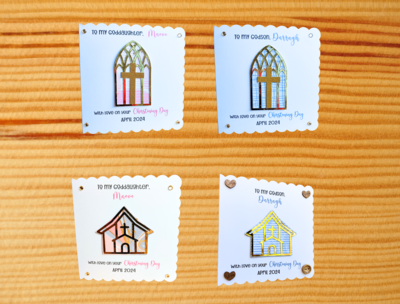 To my Goddaughter, Maeva
with love on your Christening Day
April 2024
To my Godson, Darragh
with love on your Christening Day
April 2024
To my Goddaughter,
with love on your Christening Day
April 2024
To my Godson,
Darragh
with love on your Christening Day
April 2024